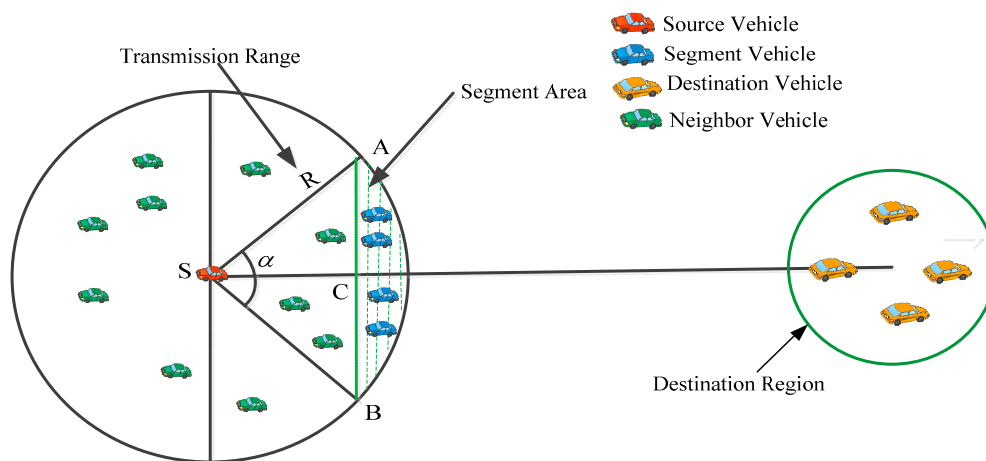 Source Vehicle
Segment Vehicle
Destination Vehicle
Neighbor Vehicle
Transmission Range
Segment Area
A
R
S
α
C
B
Destination Region